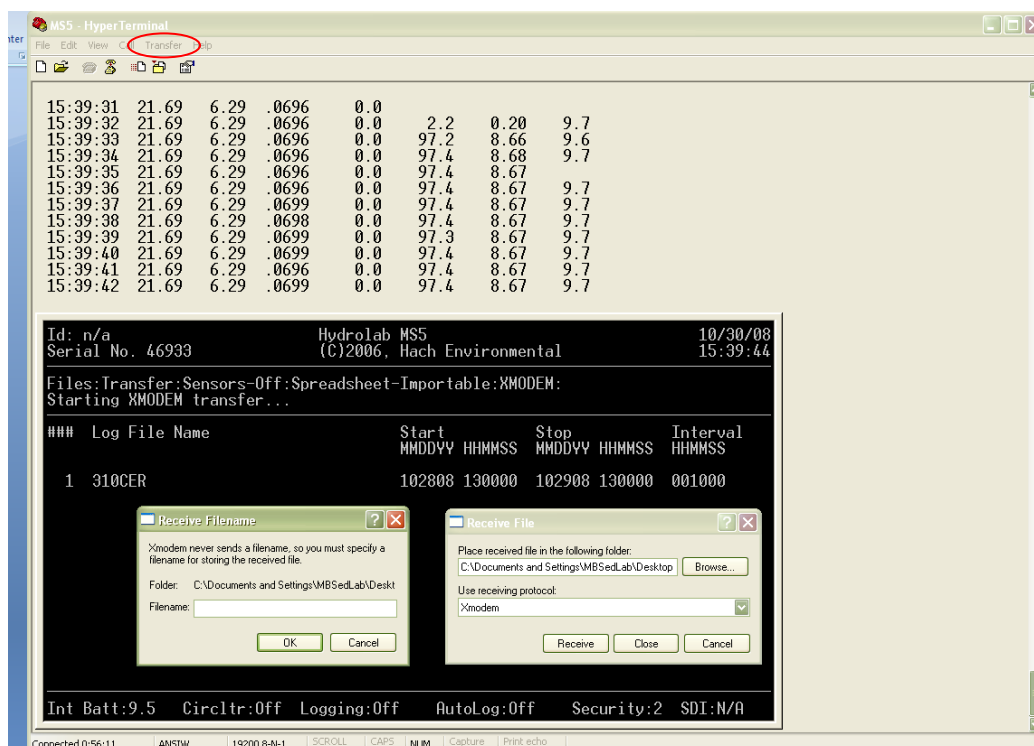 MS5 - HyperTerminal
File Edit View Call Transfer Help
15:39:31 21.69 6.29 .0696 0.0
15:39:32 21.69 6.29 .0696 0.0 2.2 0.20 9.7
15:39:33 21.69 6.29 .0696 0.0 97.2 8.66 9.6
15:39:34 21.69 6.29 .0696 0.0 97.4 8.68 9.7
15:39:35 21.69 6.29 .0696 0.0 97.4 8.67
15:39:36 21.69 6.29 .0696 0.0 97.4 8.67 9.7
15:39:37 21.69 6.29 .0699 0.0 97.4 8.67 9.7
15:39:38 21.69 6.29 .0698 0.0 97.4 8.67 9.7
15:39:39 21.69 6.29 .0699 0.0 97.3 8.67 9.7
15:39:40 21.69 6.29 .0699 0.0 97.4 8.67 9.7
15:39:41 21.69 6.29 .0696 0.0 97.4 8.67 9.7
15:39:42 21.69 6.29 .0699 0.0 97.4 8.67 9.7
Id: n/a Hydrolab MS5 10/30/08
Serial No. 46933 (C)2006, Hach Environmental 15:39:44
Files:Transfer:Sensors-Off:Spreadsheet-Importable:XMODEM:
Starting XMODEM transfer...
### Log File Name Start Stop Interval
MMDDYY HHMMSS MMDDYY HHMMSS HHMMSS
1 310CER 102808 130000 102908 130000 001000
Receive Filename
Xmodem never sends a filename, so you must specify a
filename for storing the received file.
Folder: C:\Documents and Settings\MBSedLab\Deskt
Filename:
OK Cancel
Receive File
Place received file in the following folder:
C:\Documents and Settings\MBSedLab\Desktop Browse...
Use receiving protocol:
Xmodem
Receive Close Cancel
Int Batt:9.5 Circltr:Off Logging:Off AutoLog:Off Security:2 SDI:N/A
Connected 0:56:11 ANSIW 19200 8-N-1 SCROLL CAPS NUM Capture Print echo